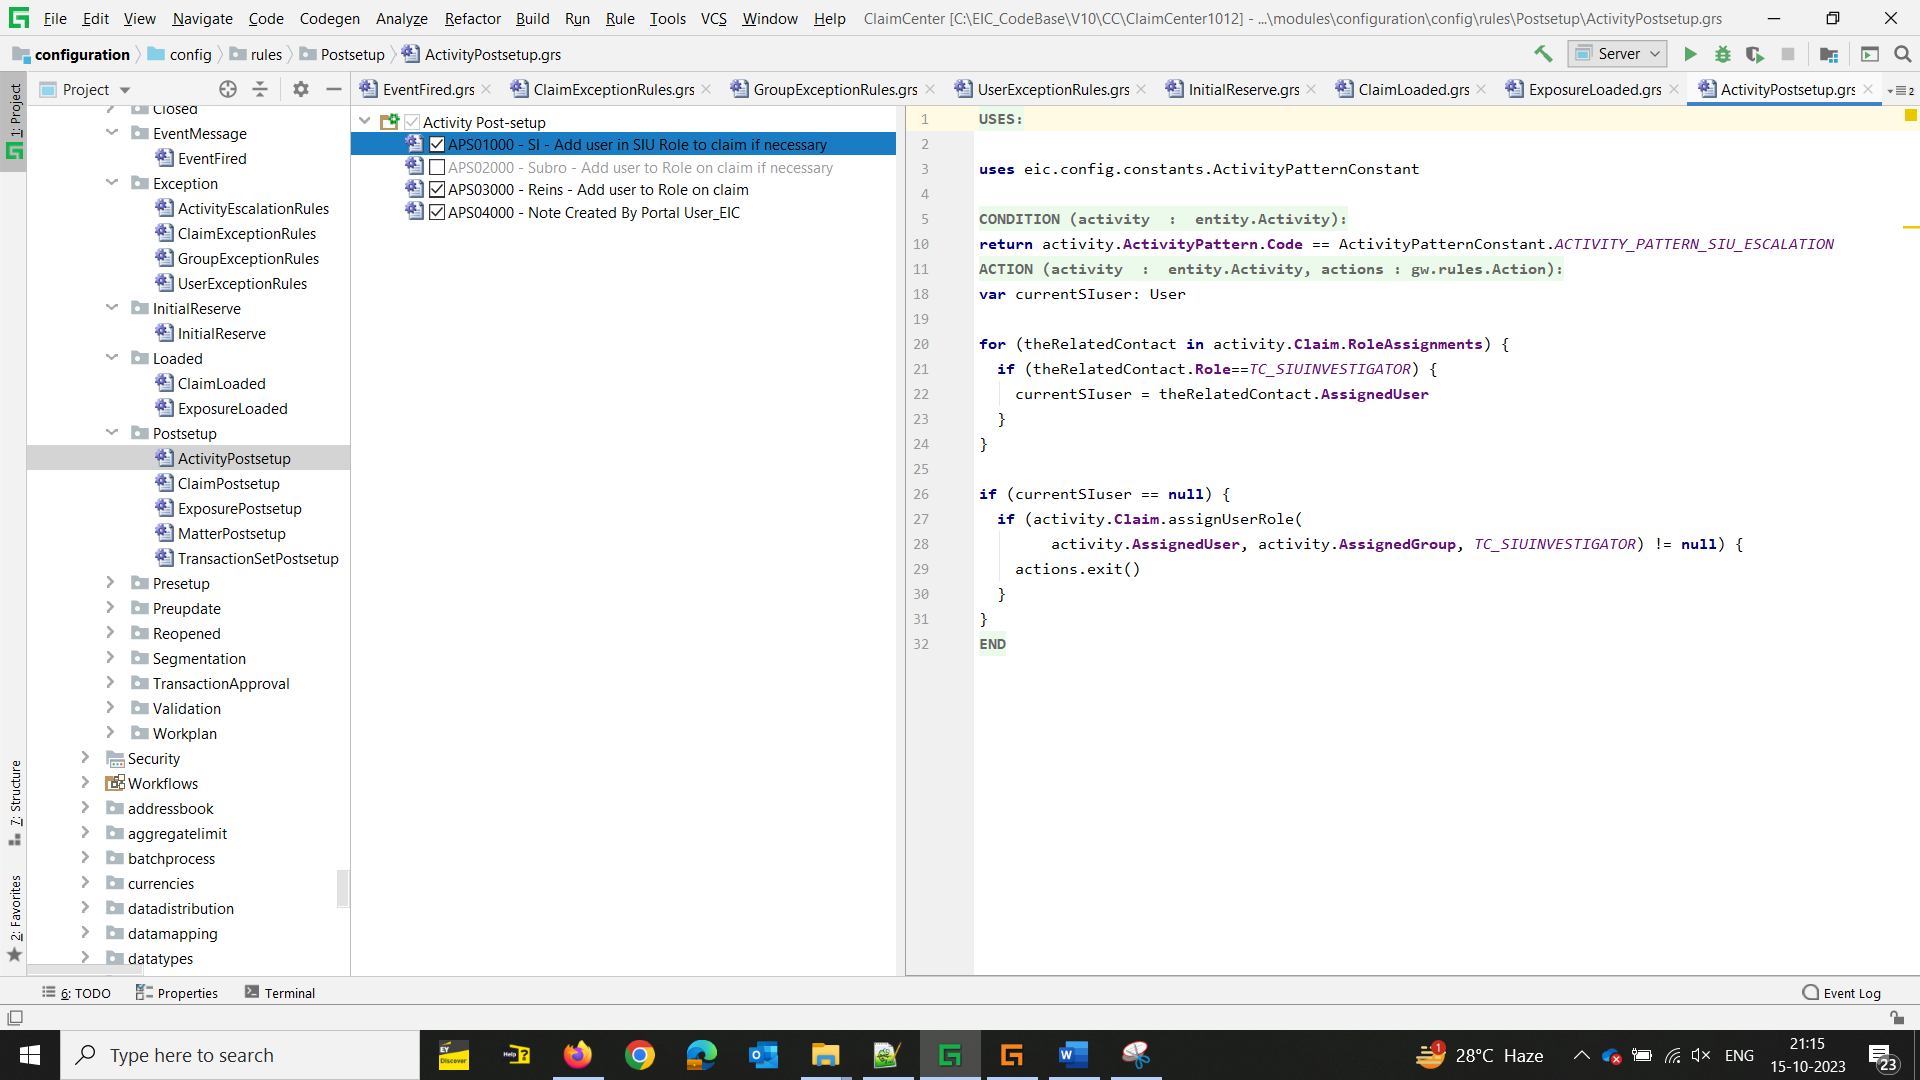 File Edit View Navigate Code Codegen Analyze Refactor Build Run Rule Tools VCS Window Help ClaimCenter [C:\EIC_CodeBase\V10\CC\ClaimCenter1012] - ...\modules\configuration\config\rules\Postsetup\ActivityPostsetup.grs
configuration config rules Postsetup ActivityPostsetup.grs Server
Project EventFired.grs ClaimExceptionRules.grs GroupExceptionRules.grs UserExceptionRules.grs InitialReserve.grs ClaimLoaded.grs ExposureLoaded.grs ActivityPostsetup.grs 2
1: Project
7: Structure
2: Favorites
Closed
EventMessage
EventFired
Exception
ActivityEscalationRules
ClaimExceptionRules
GroupExceptionRules
UserExceptionRules
InitialReserve
InitialReserve
Loaded
ClaimLoaded
ExposureLoaded
Postsetup
ActivityPostsetup
ClaimPostsetup
ExposurePostsetup
MatterPostsetup
TransactionSetPostsetup
Presetup
Preupdate
Reopened
Segmentation
TransactionApproval
Validation
Workplan
Security
Workflows
addressbook
aggregatelimit
batchprocess
currencies
datadistribution
datamapping
datatypes
Activity Post-setup
APS01000 - SI - Add user in SIU Role to claim if necessary
APS02000 - Subro - Add user to Role on claim if necessary
APS03000 - Reins - Add user to Role on claim
APS04000 - Note Created By Portal User_EIC
1 USES:
2
3 uses eic.config.constants.ActivityPatternConstant
4
5 CONDITION (activity : entity.Activity):
10 return activity.ActivityPattern.Code == ActivityPatternConstant.ACTIVITY_PATTERN_SIU_ESCALATION
11 ACTION (activity : entity.Activity, actions : gw.rules.Action):
18 var currentSIuser: User
19
20 for (theRelatedContact in activity.Claim.RoleAssignments) {
21 if (theRelatedContact.Role==TC_SIUINVESTIGATOR) {
22 currentSIuser = theRelatedContact.AssignedUser
23 }
24 }
25
26 if (currentSIuser == null) {
27 if (activity.Claim.assignUserRole(
28 activity.AssignedUser, activity.AssignedGroup, TC_SIUINVESTIGATOR) != null) {
29 actions.exit()
30 }
31 }
32 END
6: TODO Properties Terminal Event Log
Type here to search
EY Discover
Help ?
1
28°C Haze
ENG
21:15
15-10-2023
23